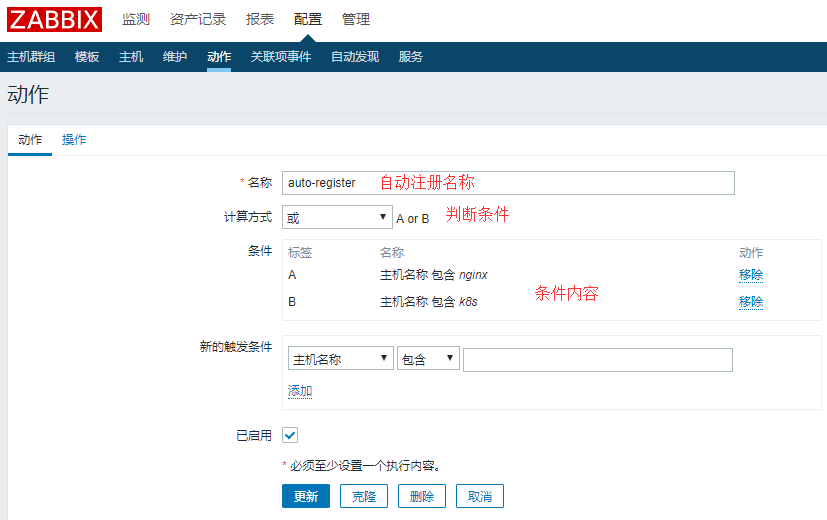 ZABBIX 监测 资产记录 报表 配置 管理
主机群组 模板 主机 维护 动作 关联项事件 自动发现 服务
动作
动作 操作
* 名称 auto-register 自动注册名称
计算方式 或 A or B 判断条件
条件 标签 名称 动作
A 主机名称 包含 nginx 移除
B 主机名称 包含 k8s 移除
条件内容
新的触发条件 主机名称 包含
添加
已启用
* 必须至少设置一个执行内容。
更新 克隆 删除 取消